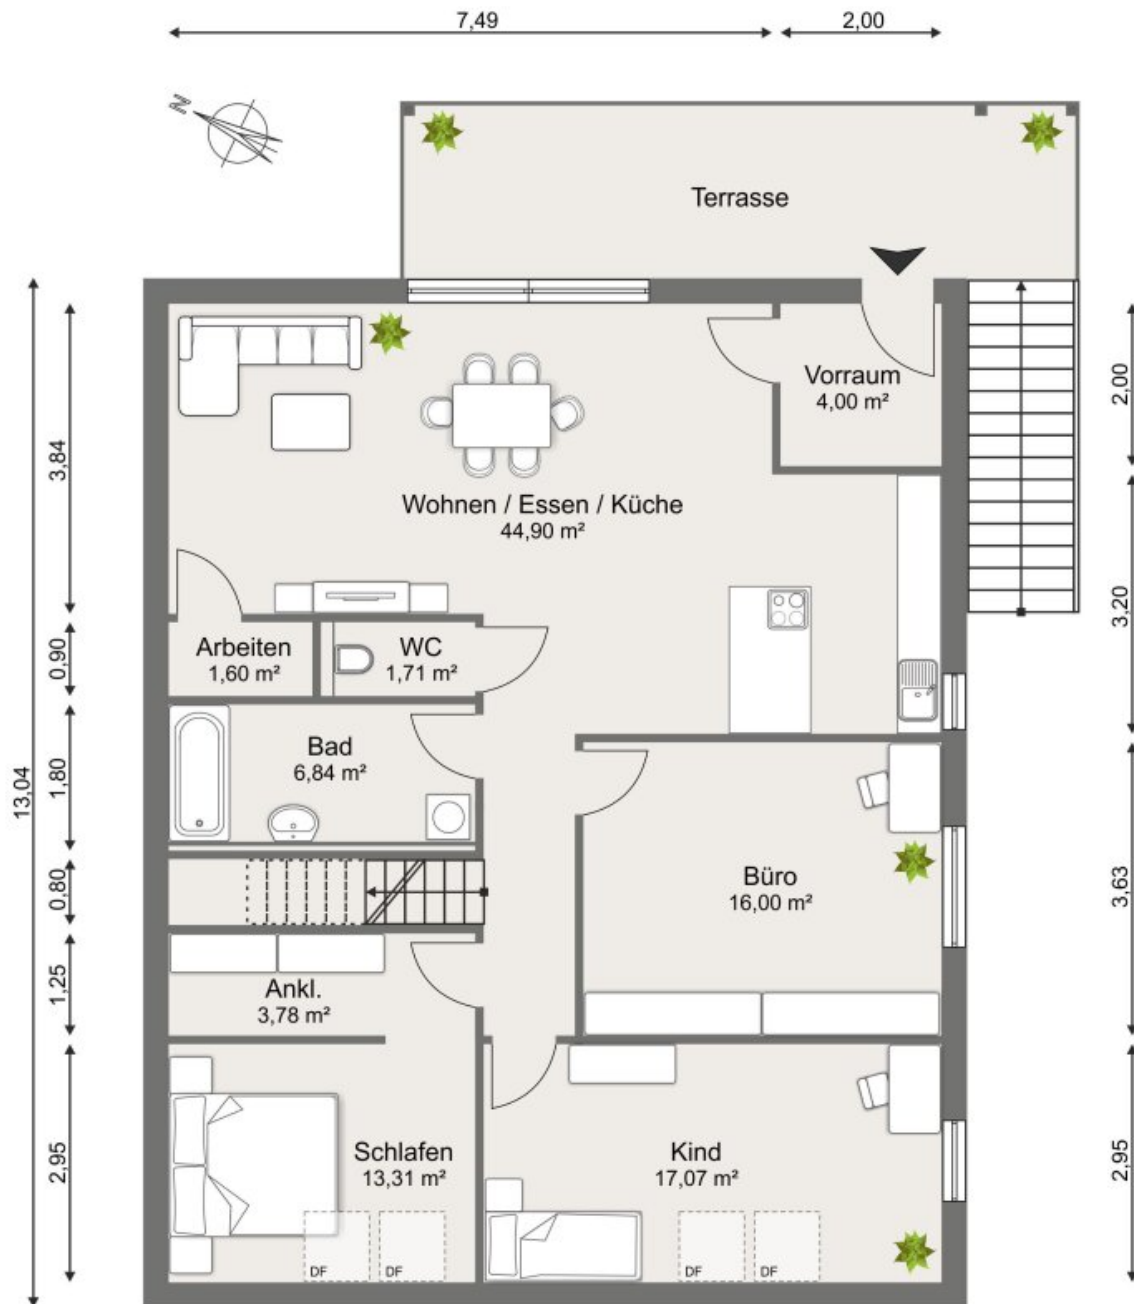 7,49
2,00
N
Terrasse
Vorraum
4,00 m²
2,00
3,84
Wohnen / Essen / Küche
44,90 m²
3,20
Arbeiten
1,60 m²
WC
1,71 m²
0,90
Bad
6,84 m²
1,80
13,04
Büro
16,00 m²
3,63
0,80
Ankl.
3,78 m²
1,25
Schlafen
13,31 m²
Kind
17,07 m²
2,95
2,95
DF
DF
DF
DF